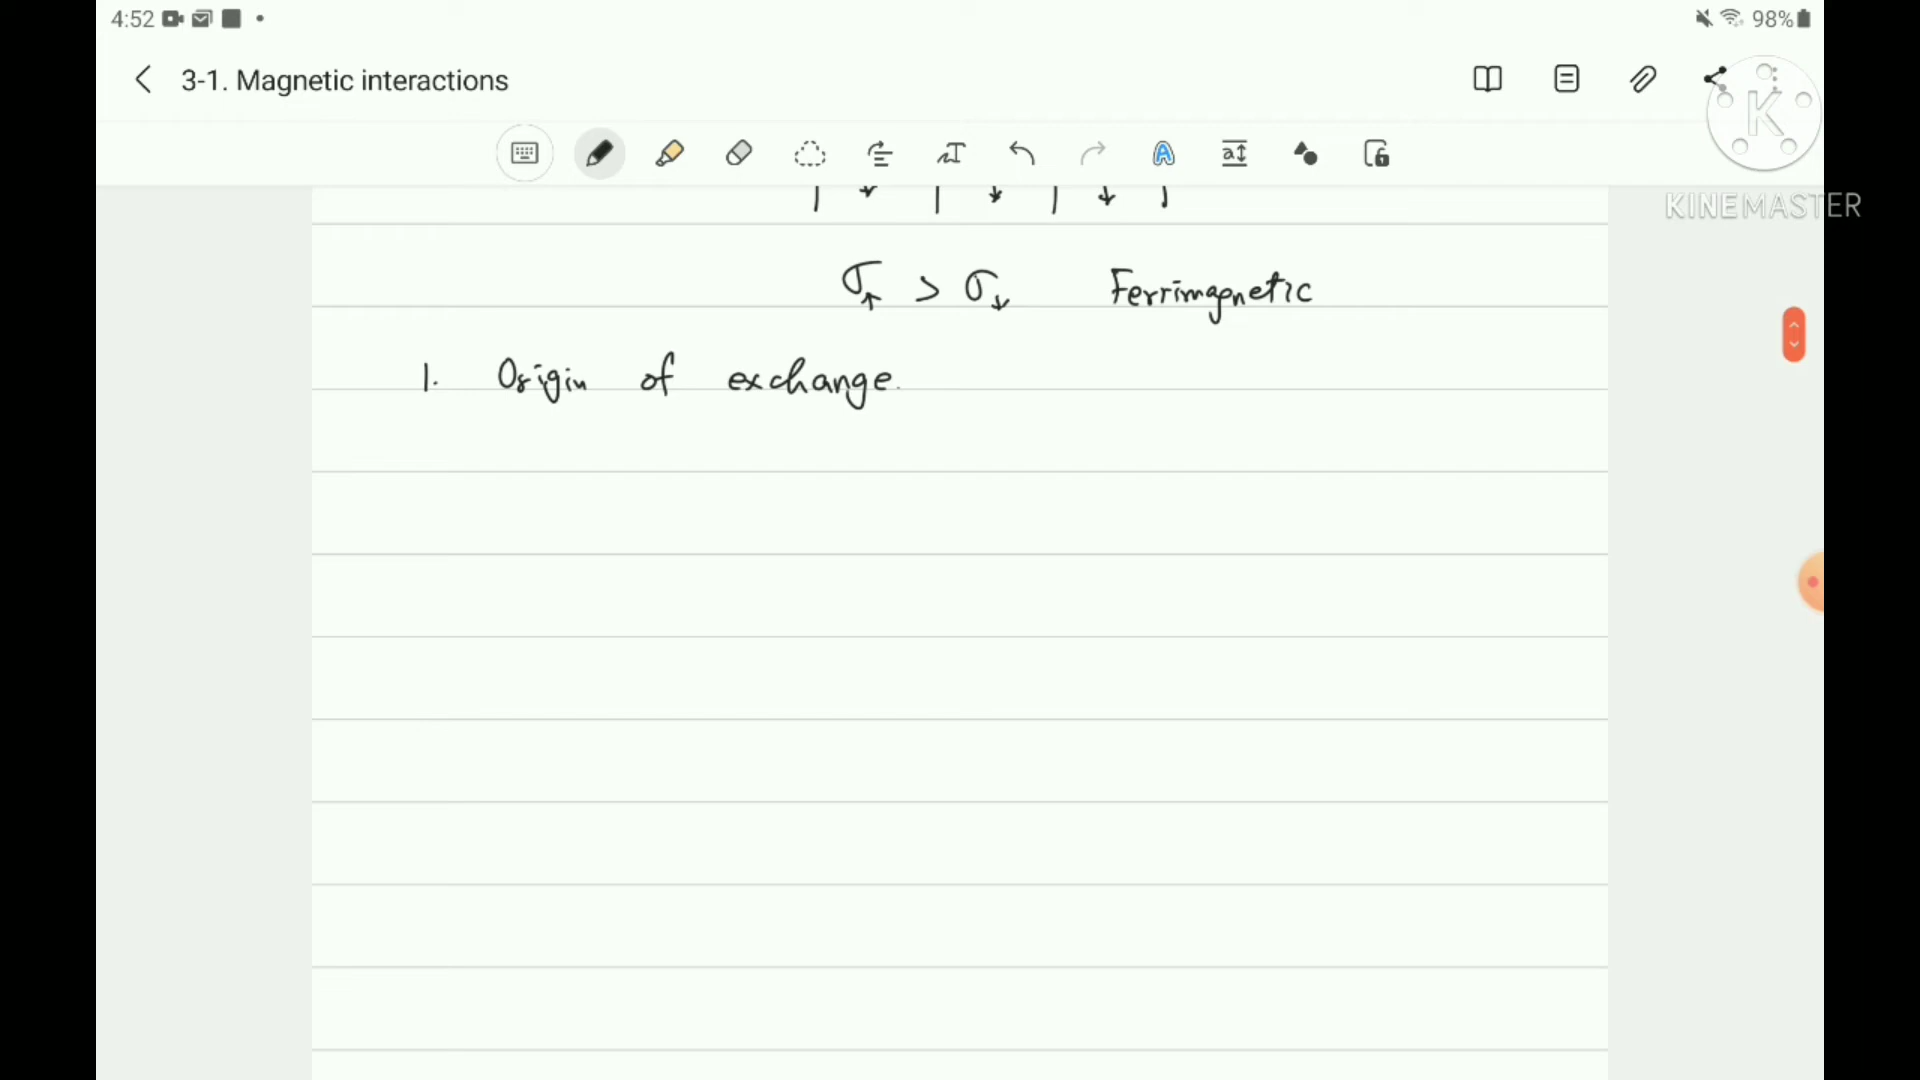 4:52 98%
3-1. Magnetic interactions
KINEMASTER
σ↑ > σ↓ Ferrimagnetic
1. Origin of exchange.